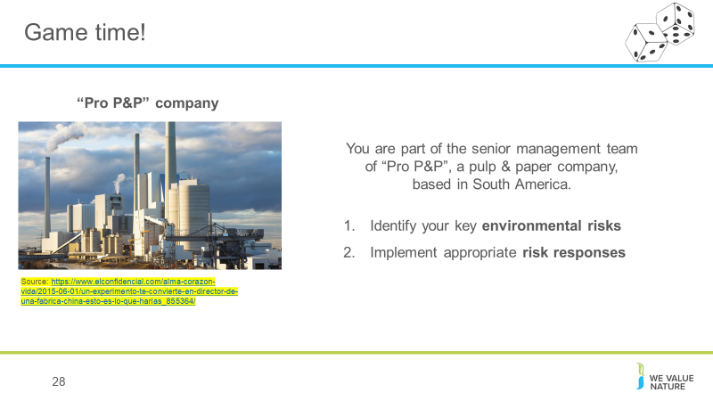 Game time!
“Pro P&P” company
You are part of the senior management team
of “Pro P&P”, a pulp & paper company,
based in South America.
1. Identify your key environmental risks
2. Implement appropriate risk responses
Source: https://www.elconfidencial.com/alma-corazon-
vida/2015-06-01/un-experimento-te-convierte-en-director-de-
una-fabrica-china-esto-es-lo-que-harias_855364/
28
WE VALUE
NATURE